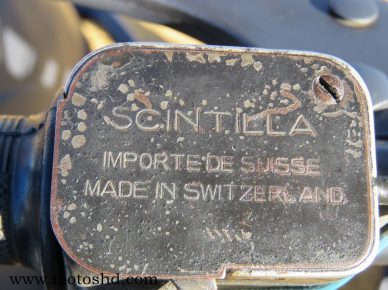 SCINTILLA
IMPORTE DE SUISSE
MADE IN SWITZERLAND
www.motoshd.com